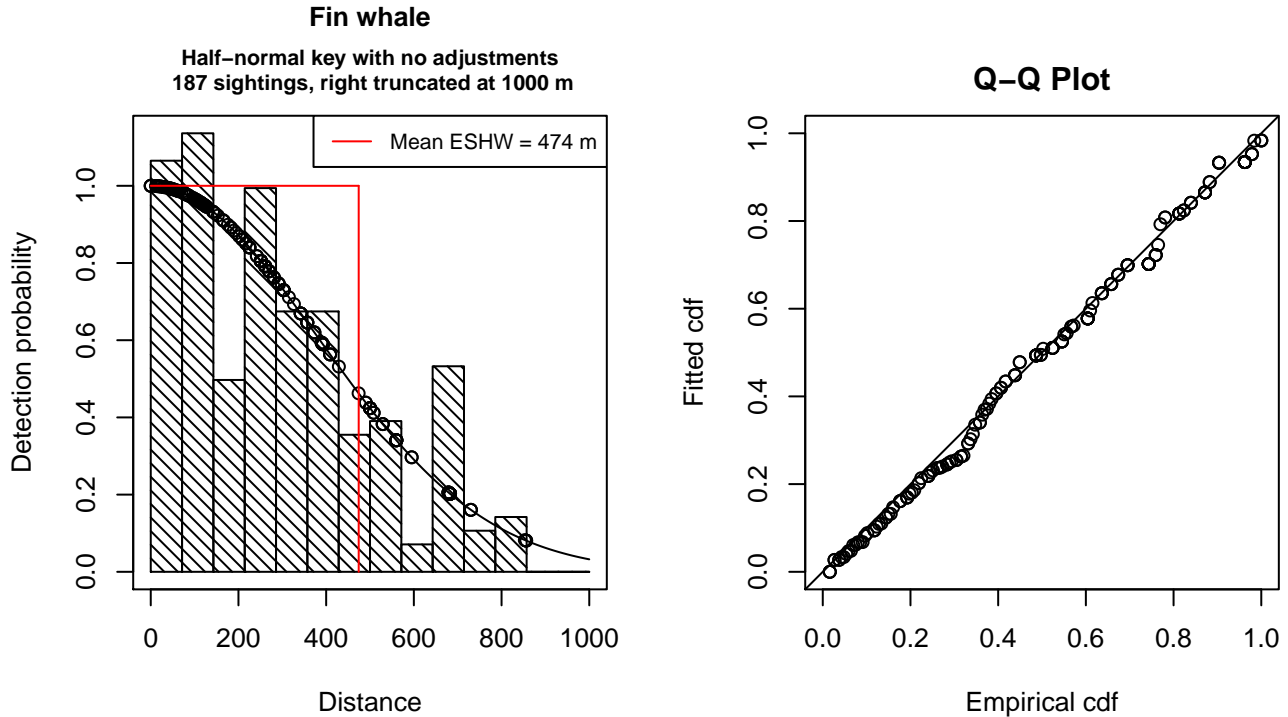 Fin whale
Half−normal key with no adjustments
187 sightings, right truncated at 1000 m
Mean ESHW = 474 m
Detection probability
1.0
0.8
0.6
0.4
0.2
0.0
0 200 400 600 800 1000
Distance
Q−Q Plot
Fitted cdf
1.0
0.8
0.6
0.4
0.2
0.0
0.0 0.2 0.4 0.6 0.8 1.0
Empirical cdf